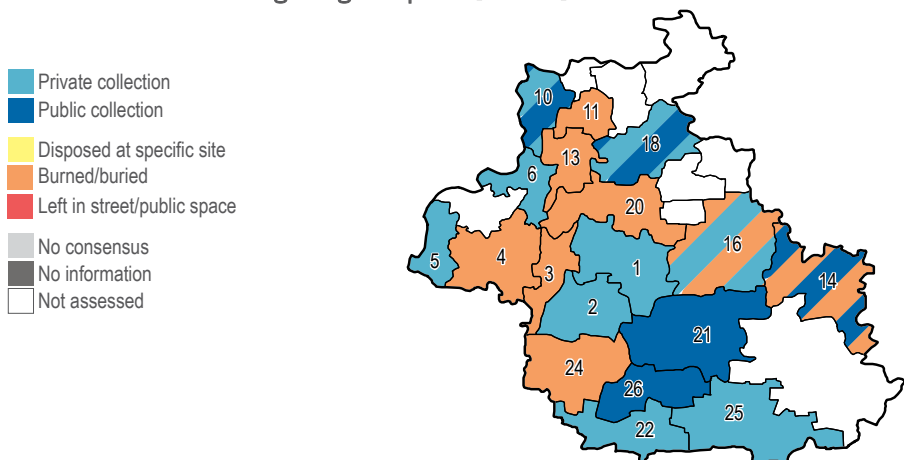 Private collection
Public collection
Disposed at specific site
Burned/buried
Left in street/public space
No consensus
No information
Not assessed
10
11
18
13
6
20
16
5
4
3
1
14
2
21
24
26
25
22